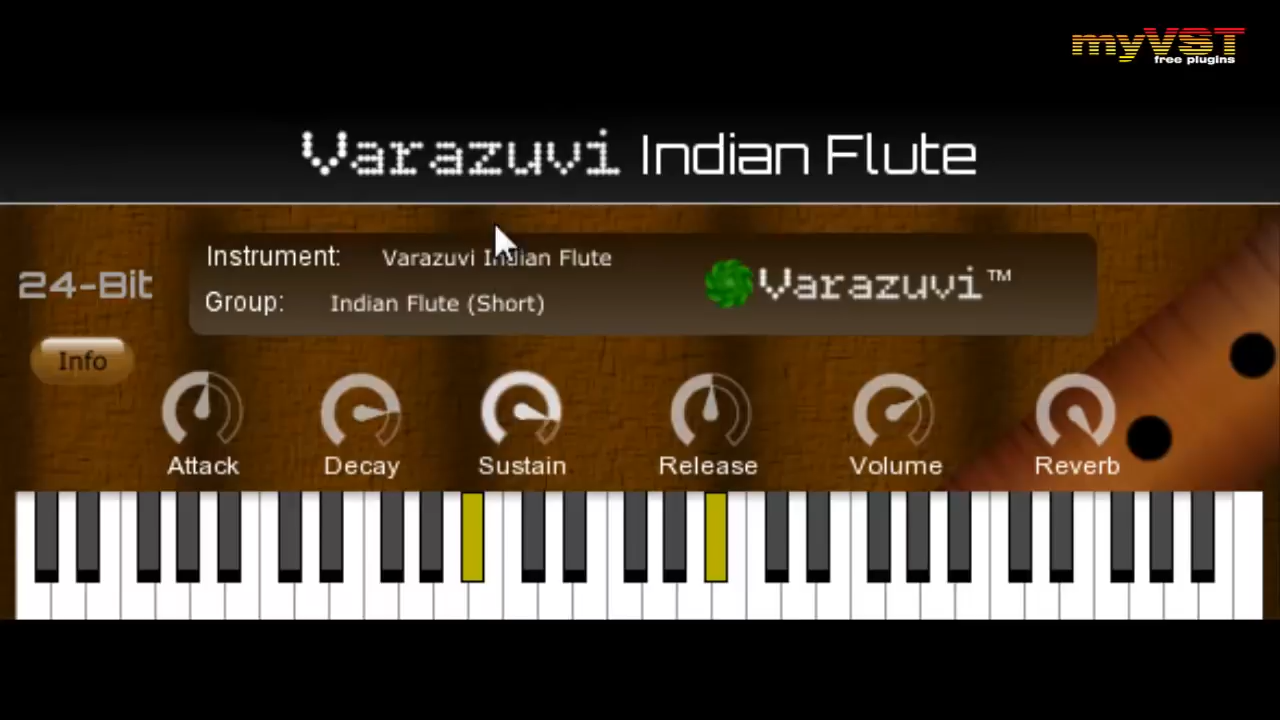 myVST
free plugins
Varazuvi Indian Flute
24-Bit
Instrument: Varazuvi Indian Flute
Varazuvi™
Group: Indian Flute (Short)
Info
Attack Decay Sustain Release Volume Reverb